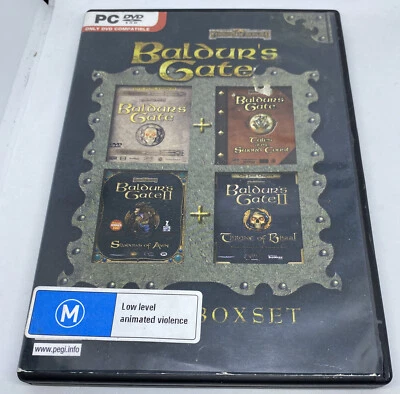 PC DVD
ROM
ONLY DVD COMPATIBLE
Baldur's
Gate
Baldur's
Gate
+
Baldur's
Gate
Tales of the
Sword Coast
Baldur's
Gate II
Shadows of Amn
+
Baldur's
Gate II
Throne of Bhaal
M
Low level
animated violence
BOXSET
www.pegi.info